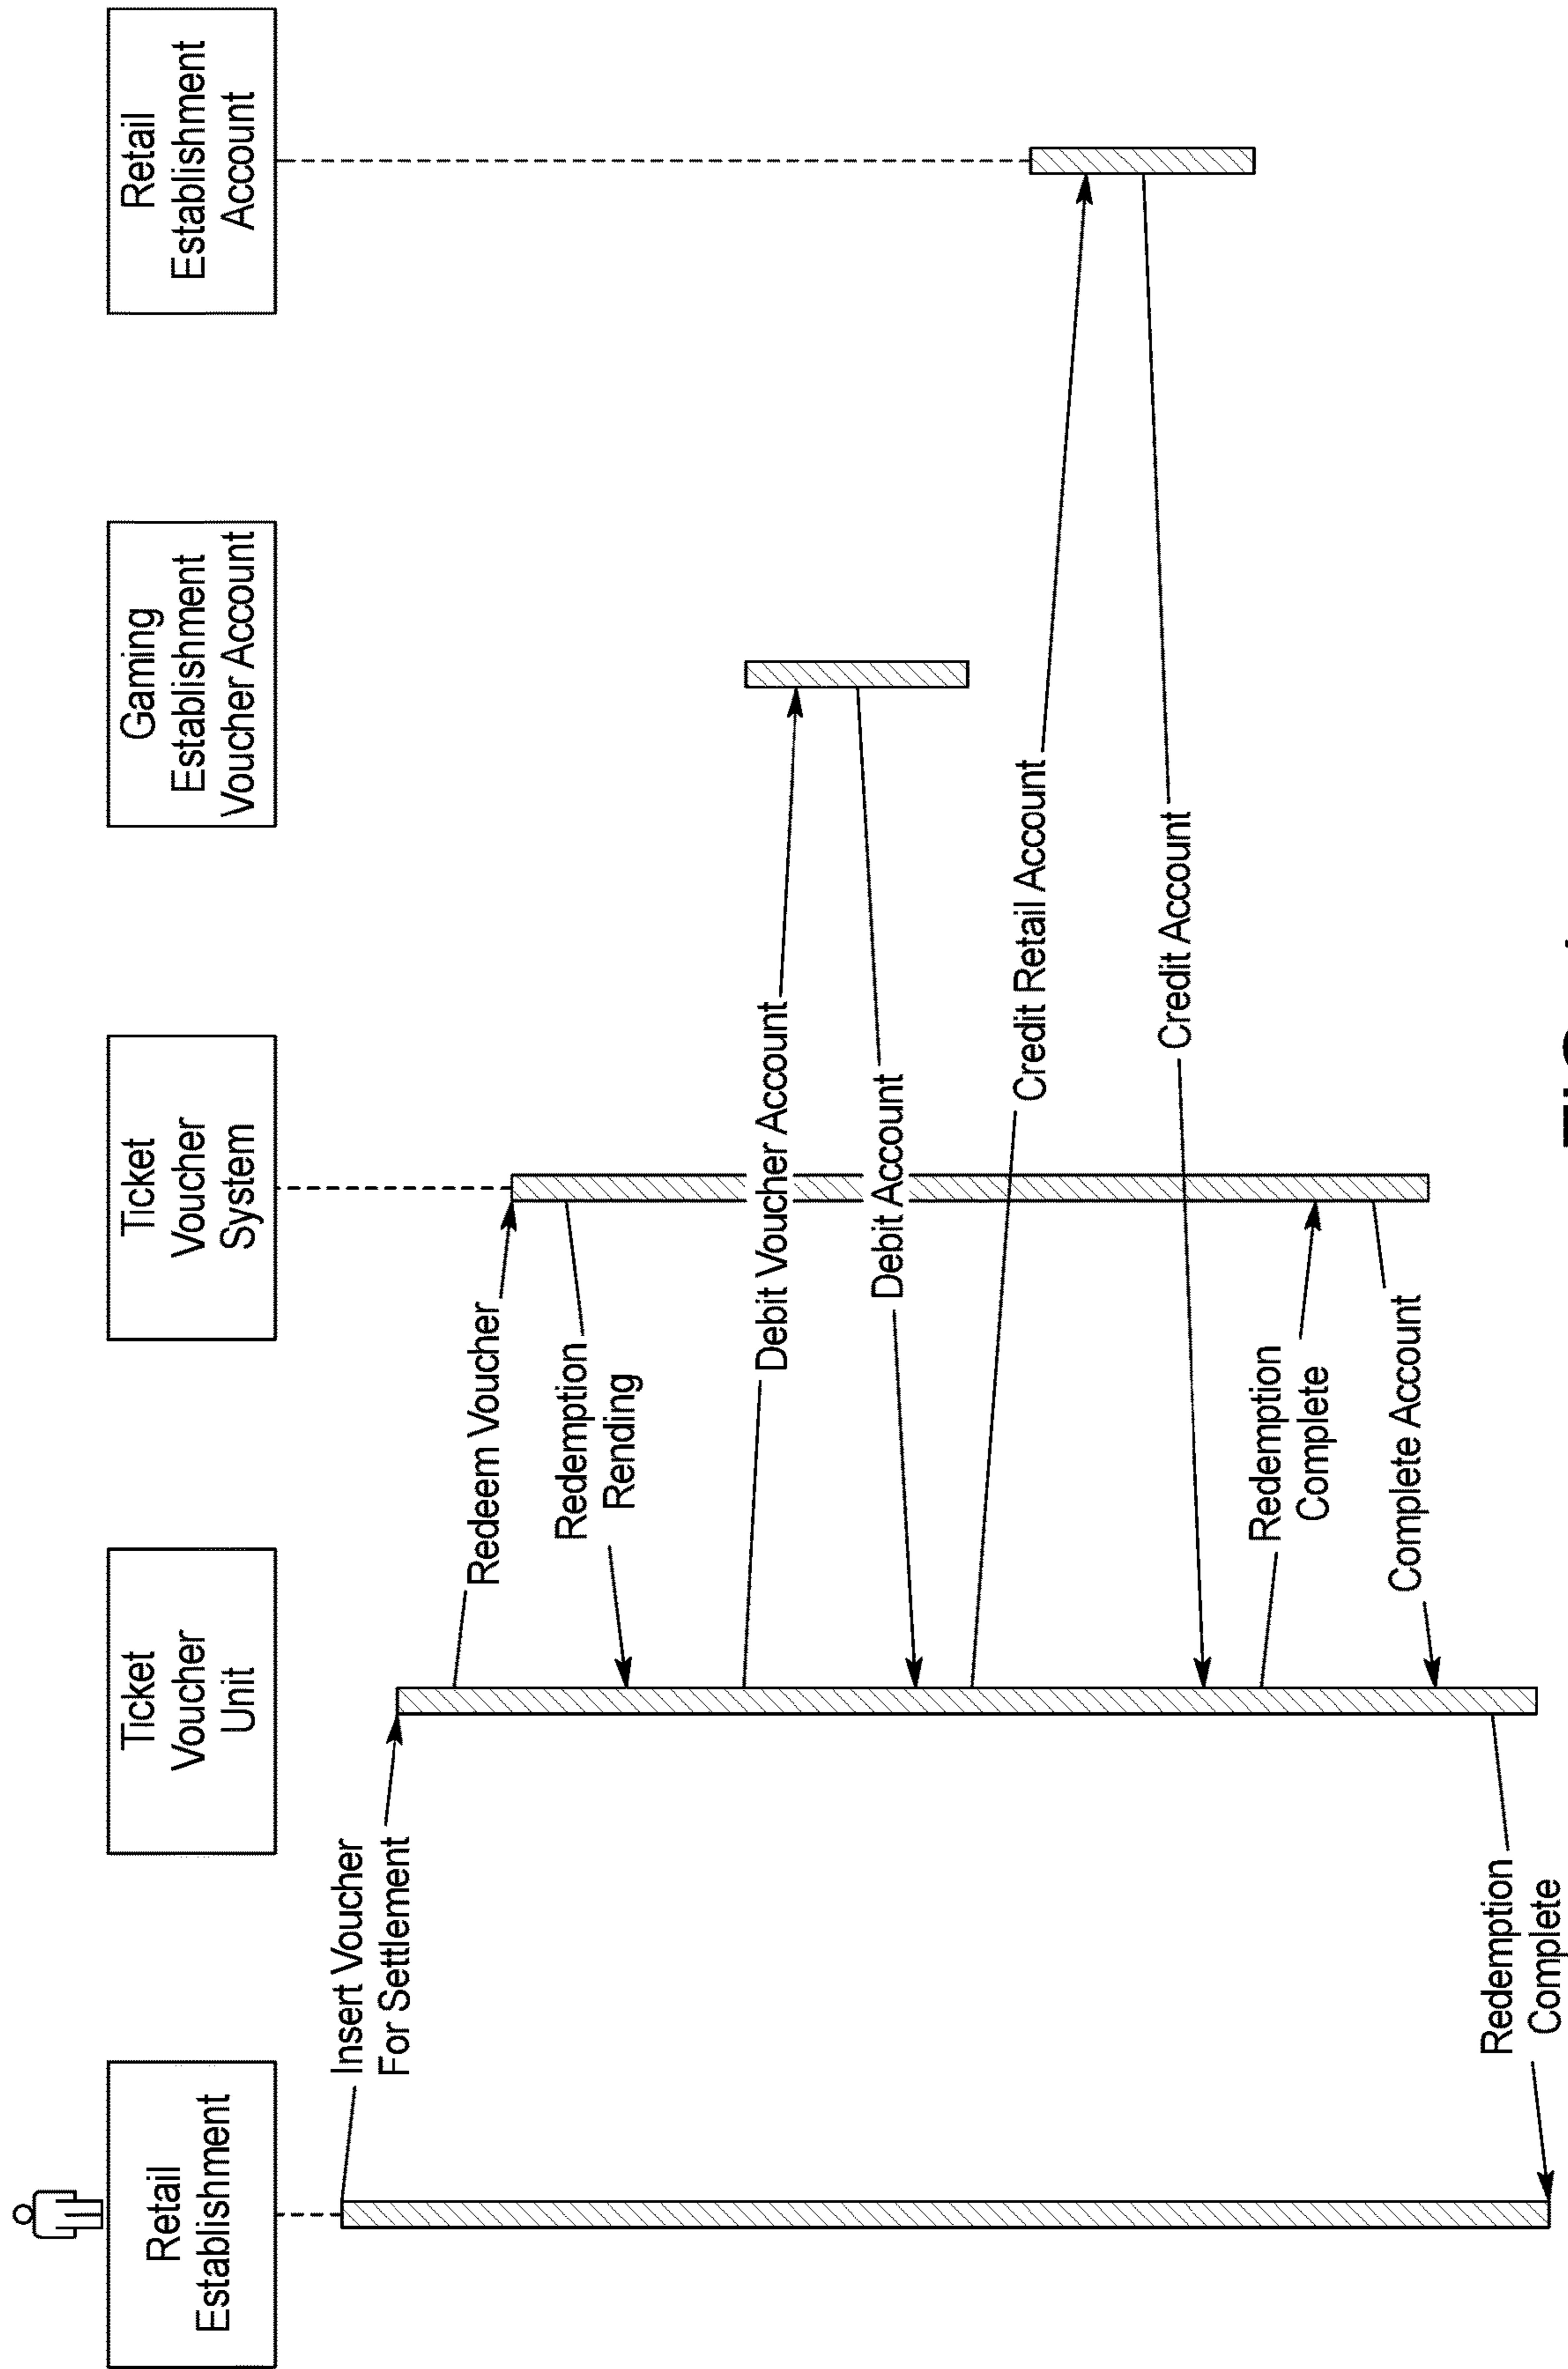 Retail
Establishment
Ticket
Voucher
Unit
Ticket
Voucher
System
Gaming
Establishment
Voucher Account
Retail
Establishment
Account
Insert Voucher
For Settlement
Redeem Voucher
Redemption
Rending
Debit Voucher Account
Debit Account
Credit Retail Account
Credit Account
Redemption
Complete
Complete Account
Redemption
Complete